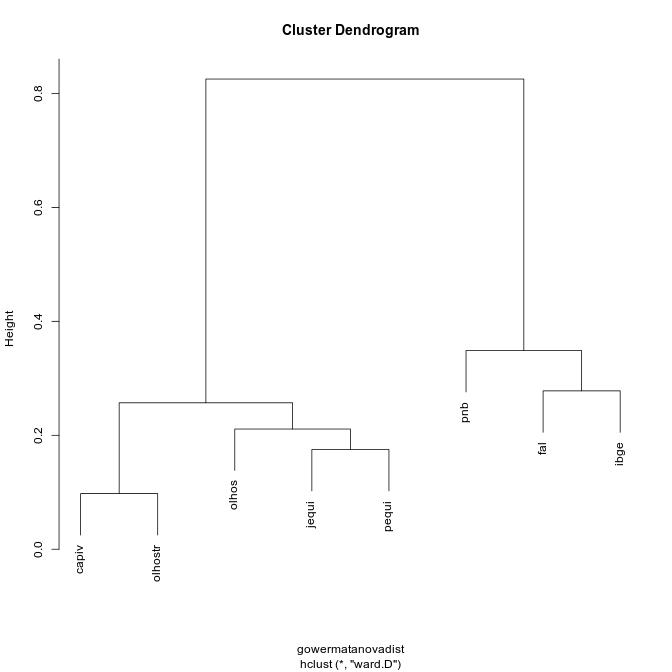 Cluster Dendrogram
Height
0.8
0.6
0.4
0.2
0.0
capiv
olhostr
olhos
jequi
pequi
pnb
fal
ibge
gowermatanovadist
hclust (*, "ward.D")